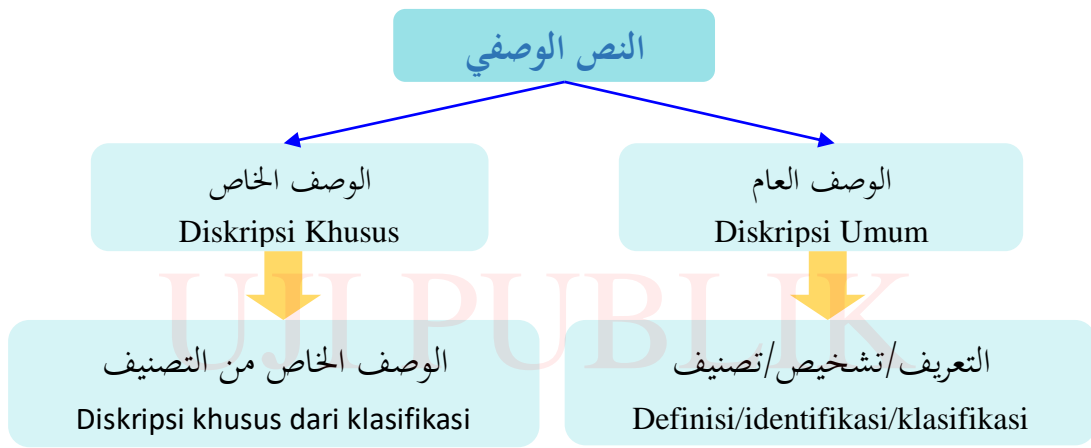 النص الوصفي
الوصف العام
Diskripsi Umum
الوصف الخاص
Diskripsi Khusus
UJI PUBLIK
التعريف/تشخيص/تصنيف
Definisi/identifikasi/klasifikasi
الوصف الخاص من التصنيف
Diskripsi khusus dari klasifikasi